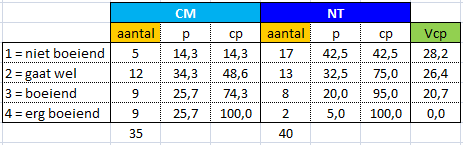 CM NT
aantal p cp aantal p cp Vcp
1 = niet boeiend 5 14,3 14,3 17 42,5 42,5 28,2
2 = gaat wel 12 34,3 48,6 13 32,5 75,0 26,4
3 = boeiend 9 25,7 74,3 8 20,0 95,0 20,7
4 = erg boeiend 9 25,7 100,0 2 5,0 100,0 0,0
35 40